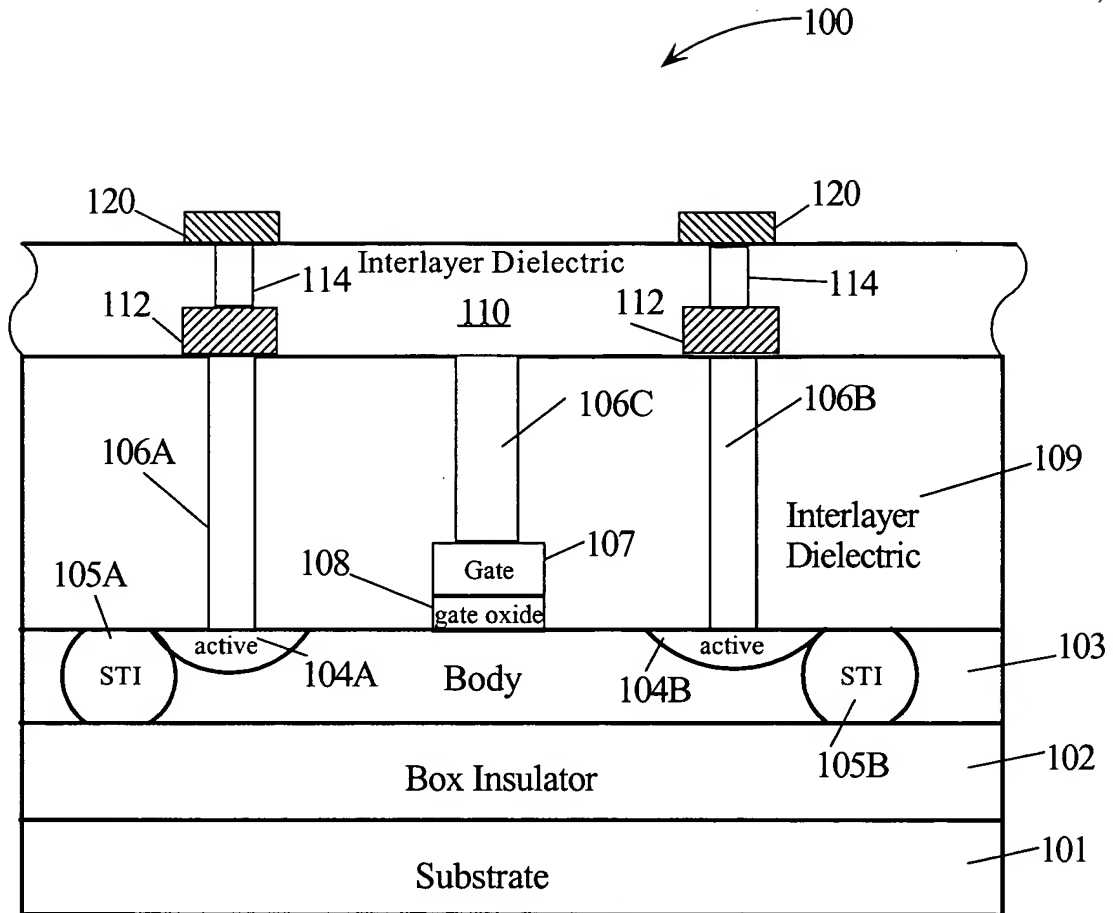 100
120
120
Interlayer Dielectric
114
114
112
110
112
106C
106B
106A
109
Interlayer
Dielectric
107
Gate
108
gate oxide
105A
active
active
103
STI
104A
Body
104B
STI
105B
102
Box Insulator
101
Substrate